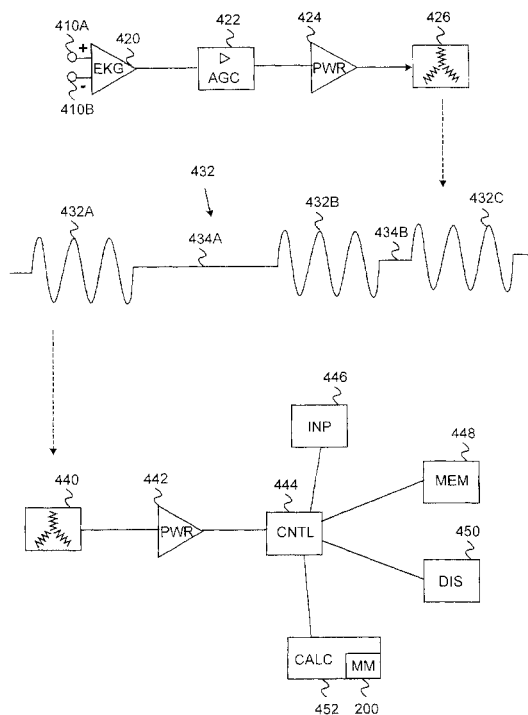 410A
420
422
424
426
+
EKG
AGC
PWR
-
410B
432
432A
432B
432C
434A
434B
446
INP
448
MEM
440
442
444
PWR
CNTL
450
DIS
CALC
MM
452
200